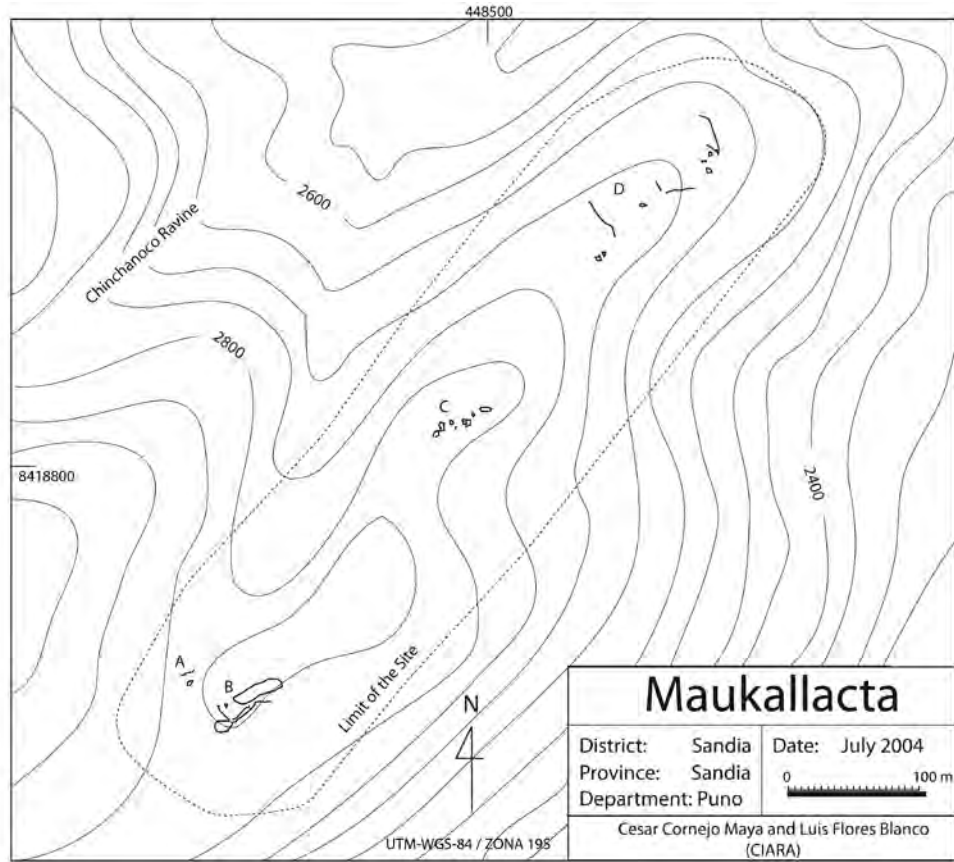 448500
2600
D
Chinchanoco Ravine
2800
C
8418800
2400
A
B
Limit of the Site
N
UTM-WGS-84 / ZONA 19S
Maukallacta
District: Sandia
Province: Sandia
Department: Puno
Date: July 2004
0 100 m
Cesar Cornejo Maya and Luis Flores Blanco
(CIARA)